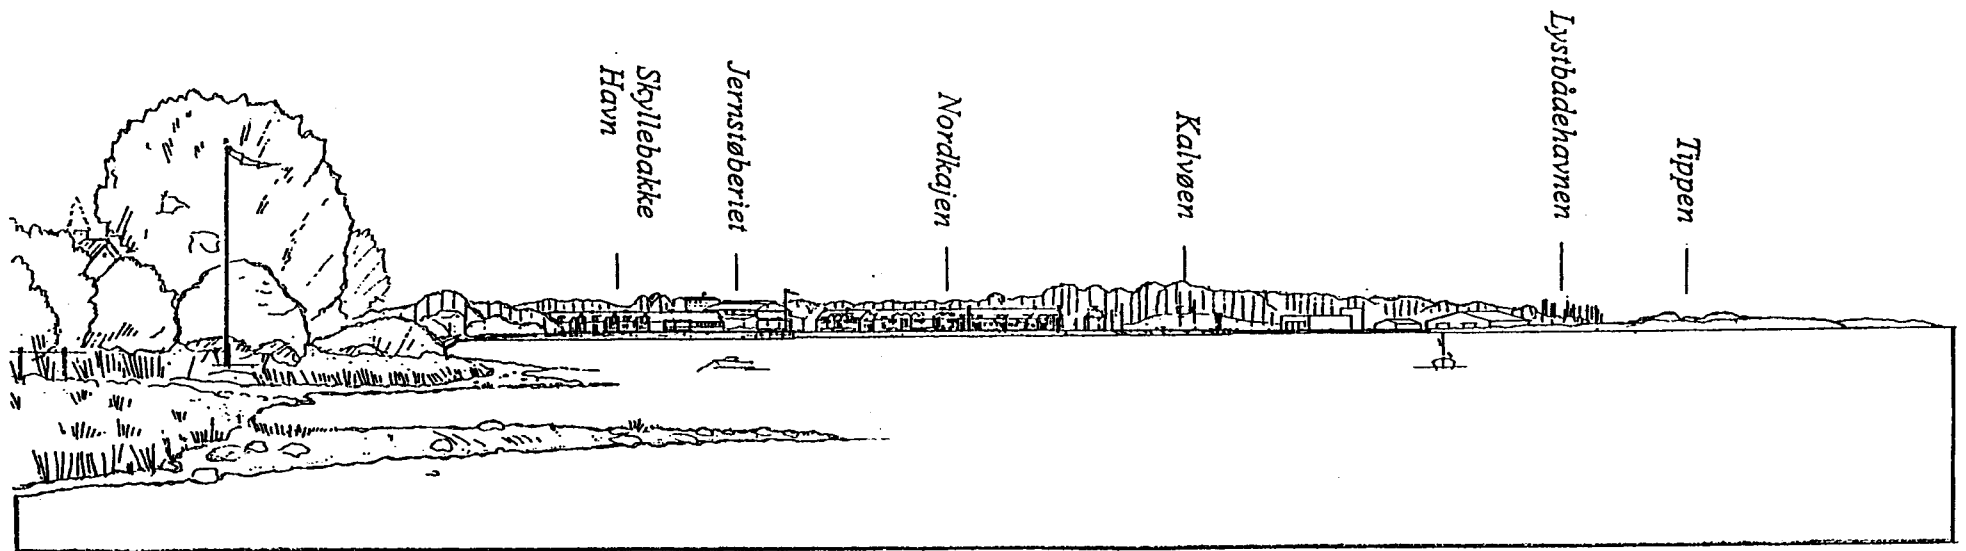 Skyllebakke
Havn
Jernstøberiet
Nordkajen
Kalvøen
Lystbådehavnen
Tippen